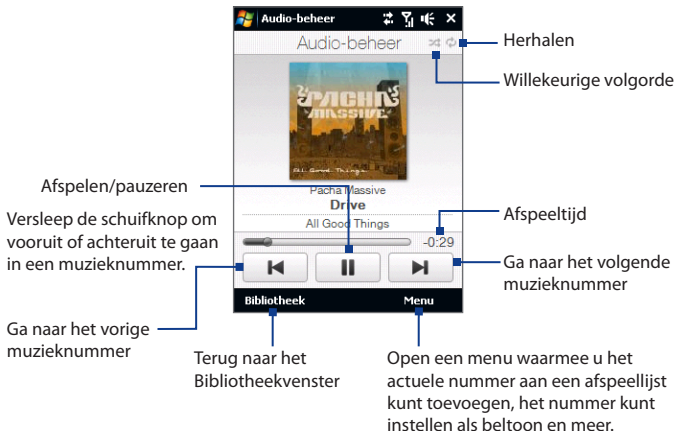 Audio-beheer
Audio-beheer
Herhalen
Willekeurige volgorde
PACHA
MASSIVE
All Good Things
Pacha Massive
Drive
All Good Things
-0:29
Afspelen/pauzeren
Versleep de schuifknop om
vooruit of achteruit te gaan
in een muzieknummer.
Afspeeltijd
Ga naar het volgende
muzieknummer
Bibliotheek
Menu
Ga naar het vorige
muzieknummer
Terug naar het
Bibliotheekvenster
Open een menu waarmee u het
actuele nummer aan een afspeellijst
kunt toevoegen, het nummer kunt
instellen als beltoon en meer.